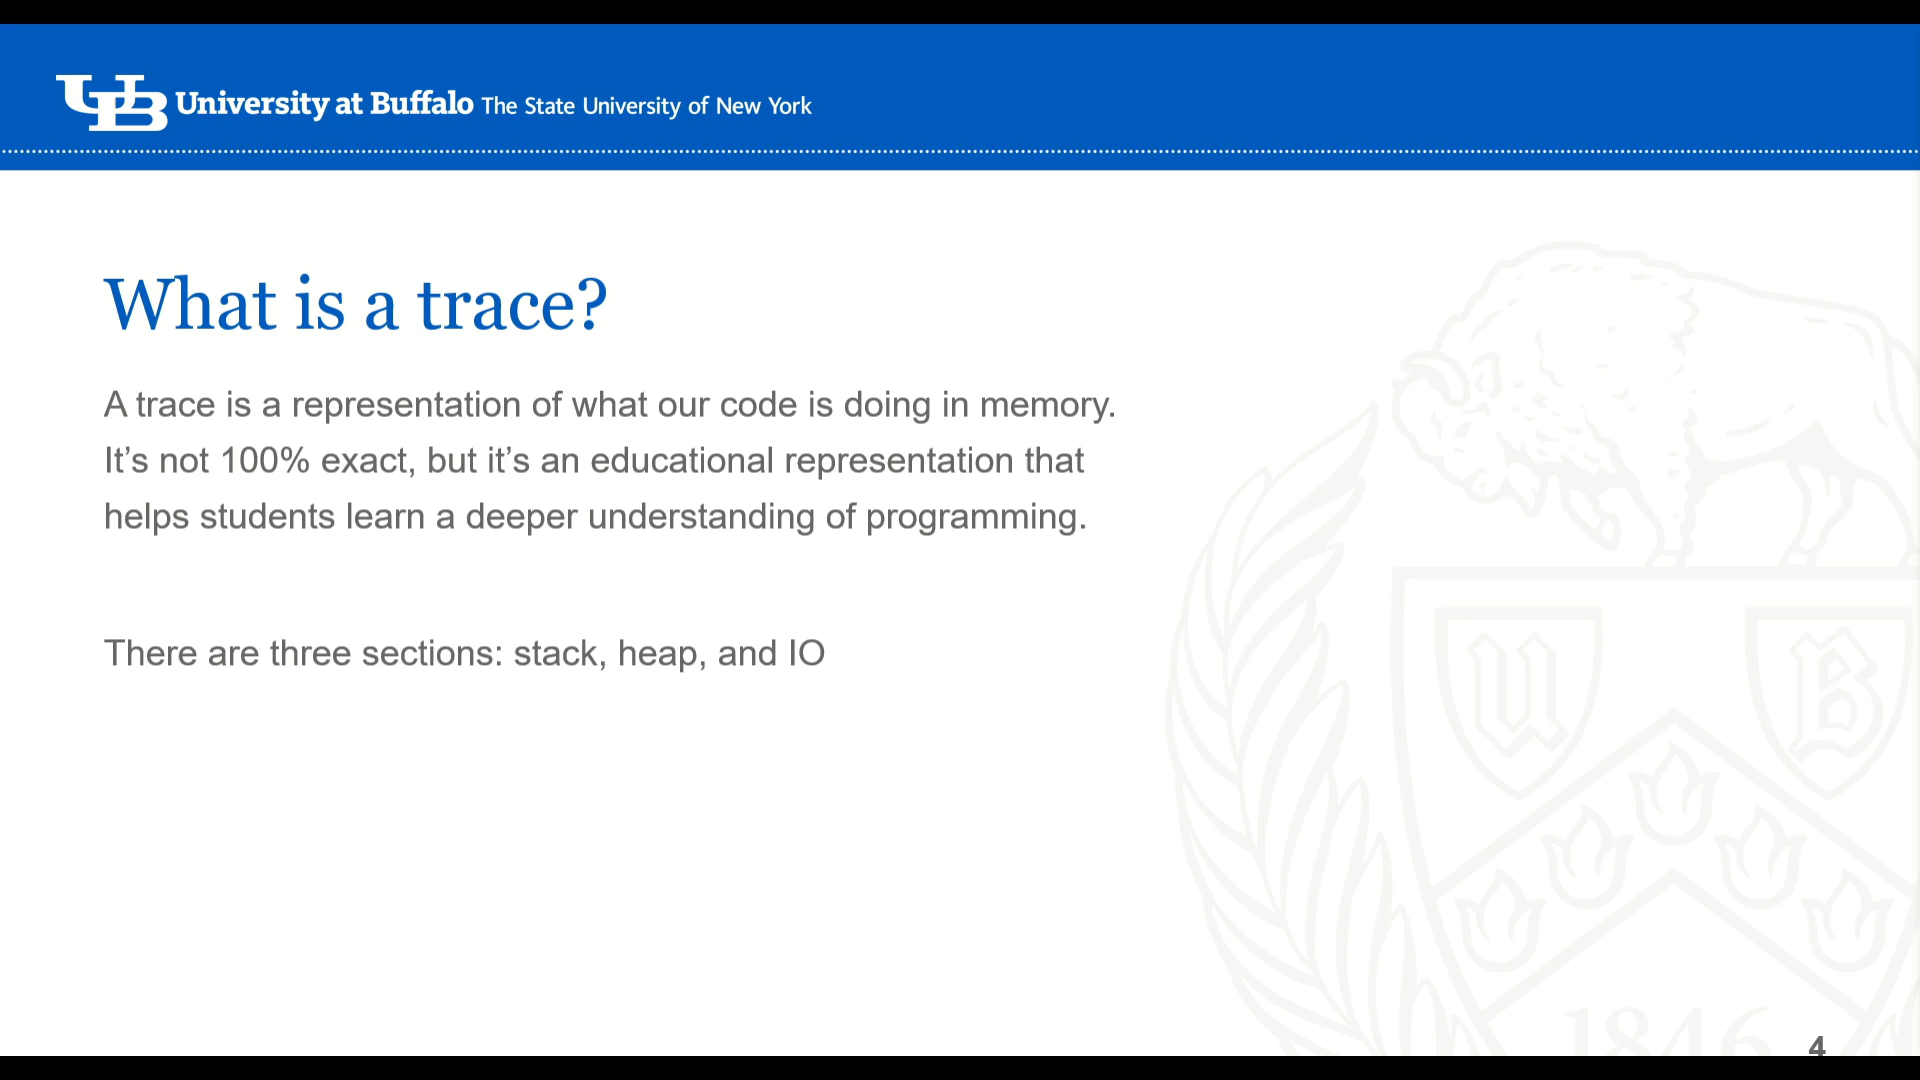 UB University at Buffalo The State University of New York
What is a trace?
A trace is a representation of what our code is doing in memory.
It’s not 100% exact, but it’s an educational representation that
helps students learn a deeper understanding of programming.
There are three sections: stack, heap, and IO
U B
1846
4